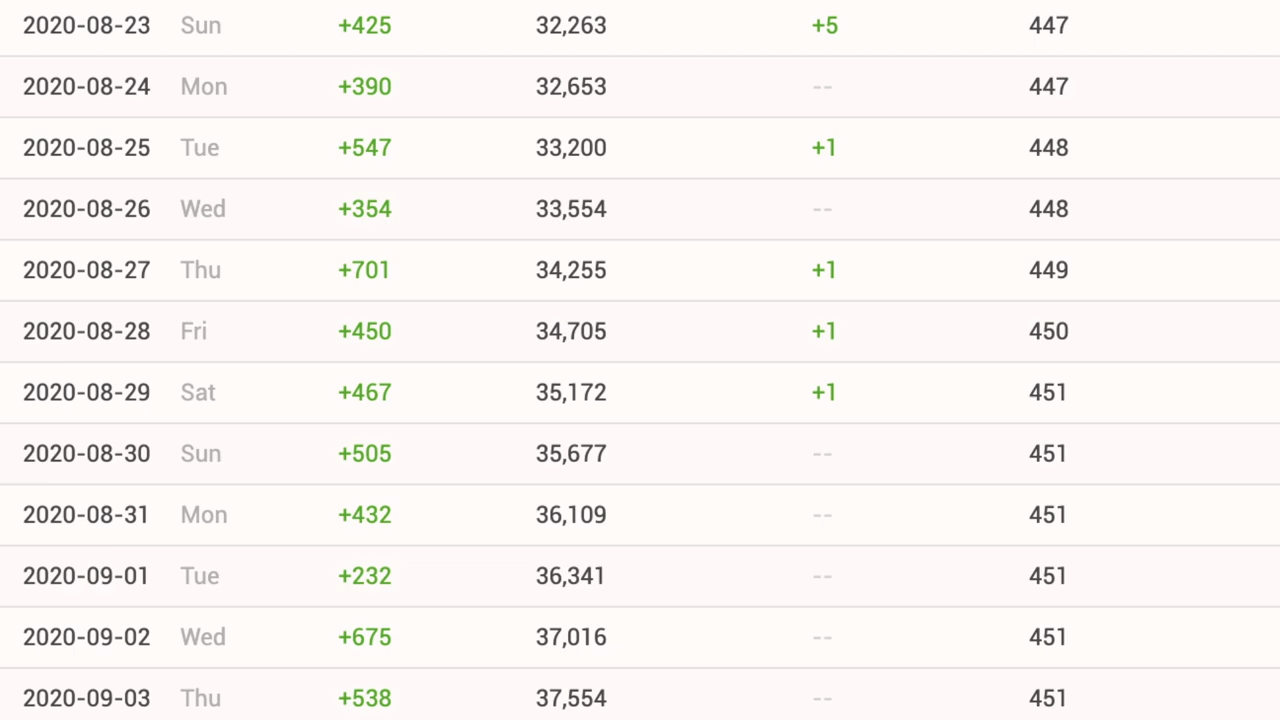 2020-08-23 Sun +425 32,263 +5 447
2020-08-24 Mon +390 32,653 -- 447
2020-08-25 Tue +547 33,200 +1 448
2020-08-26 Wed +354 33,554 -- 448
2020-08-27 Thu +701 34,255 +1 449
2020-08-28 Fri +450 34,705 +1 450
2020-08-29 Sat +467 35,172 +1 451
2020-08-30 Sun +505 35,677 -- 451
2020-08-31 Mon +432 36,109 -- 451
2020-09-01 Tue +232 36,341 -- 451
2020-09-02 Wed +675 37,016 -- 451
2020-09-03 Thu +538 37,554 -- 451